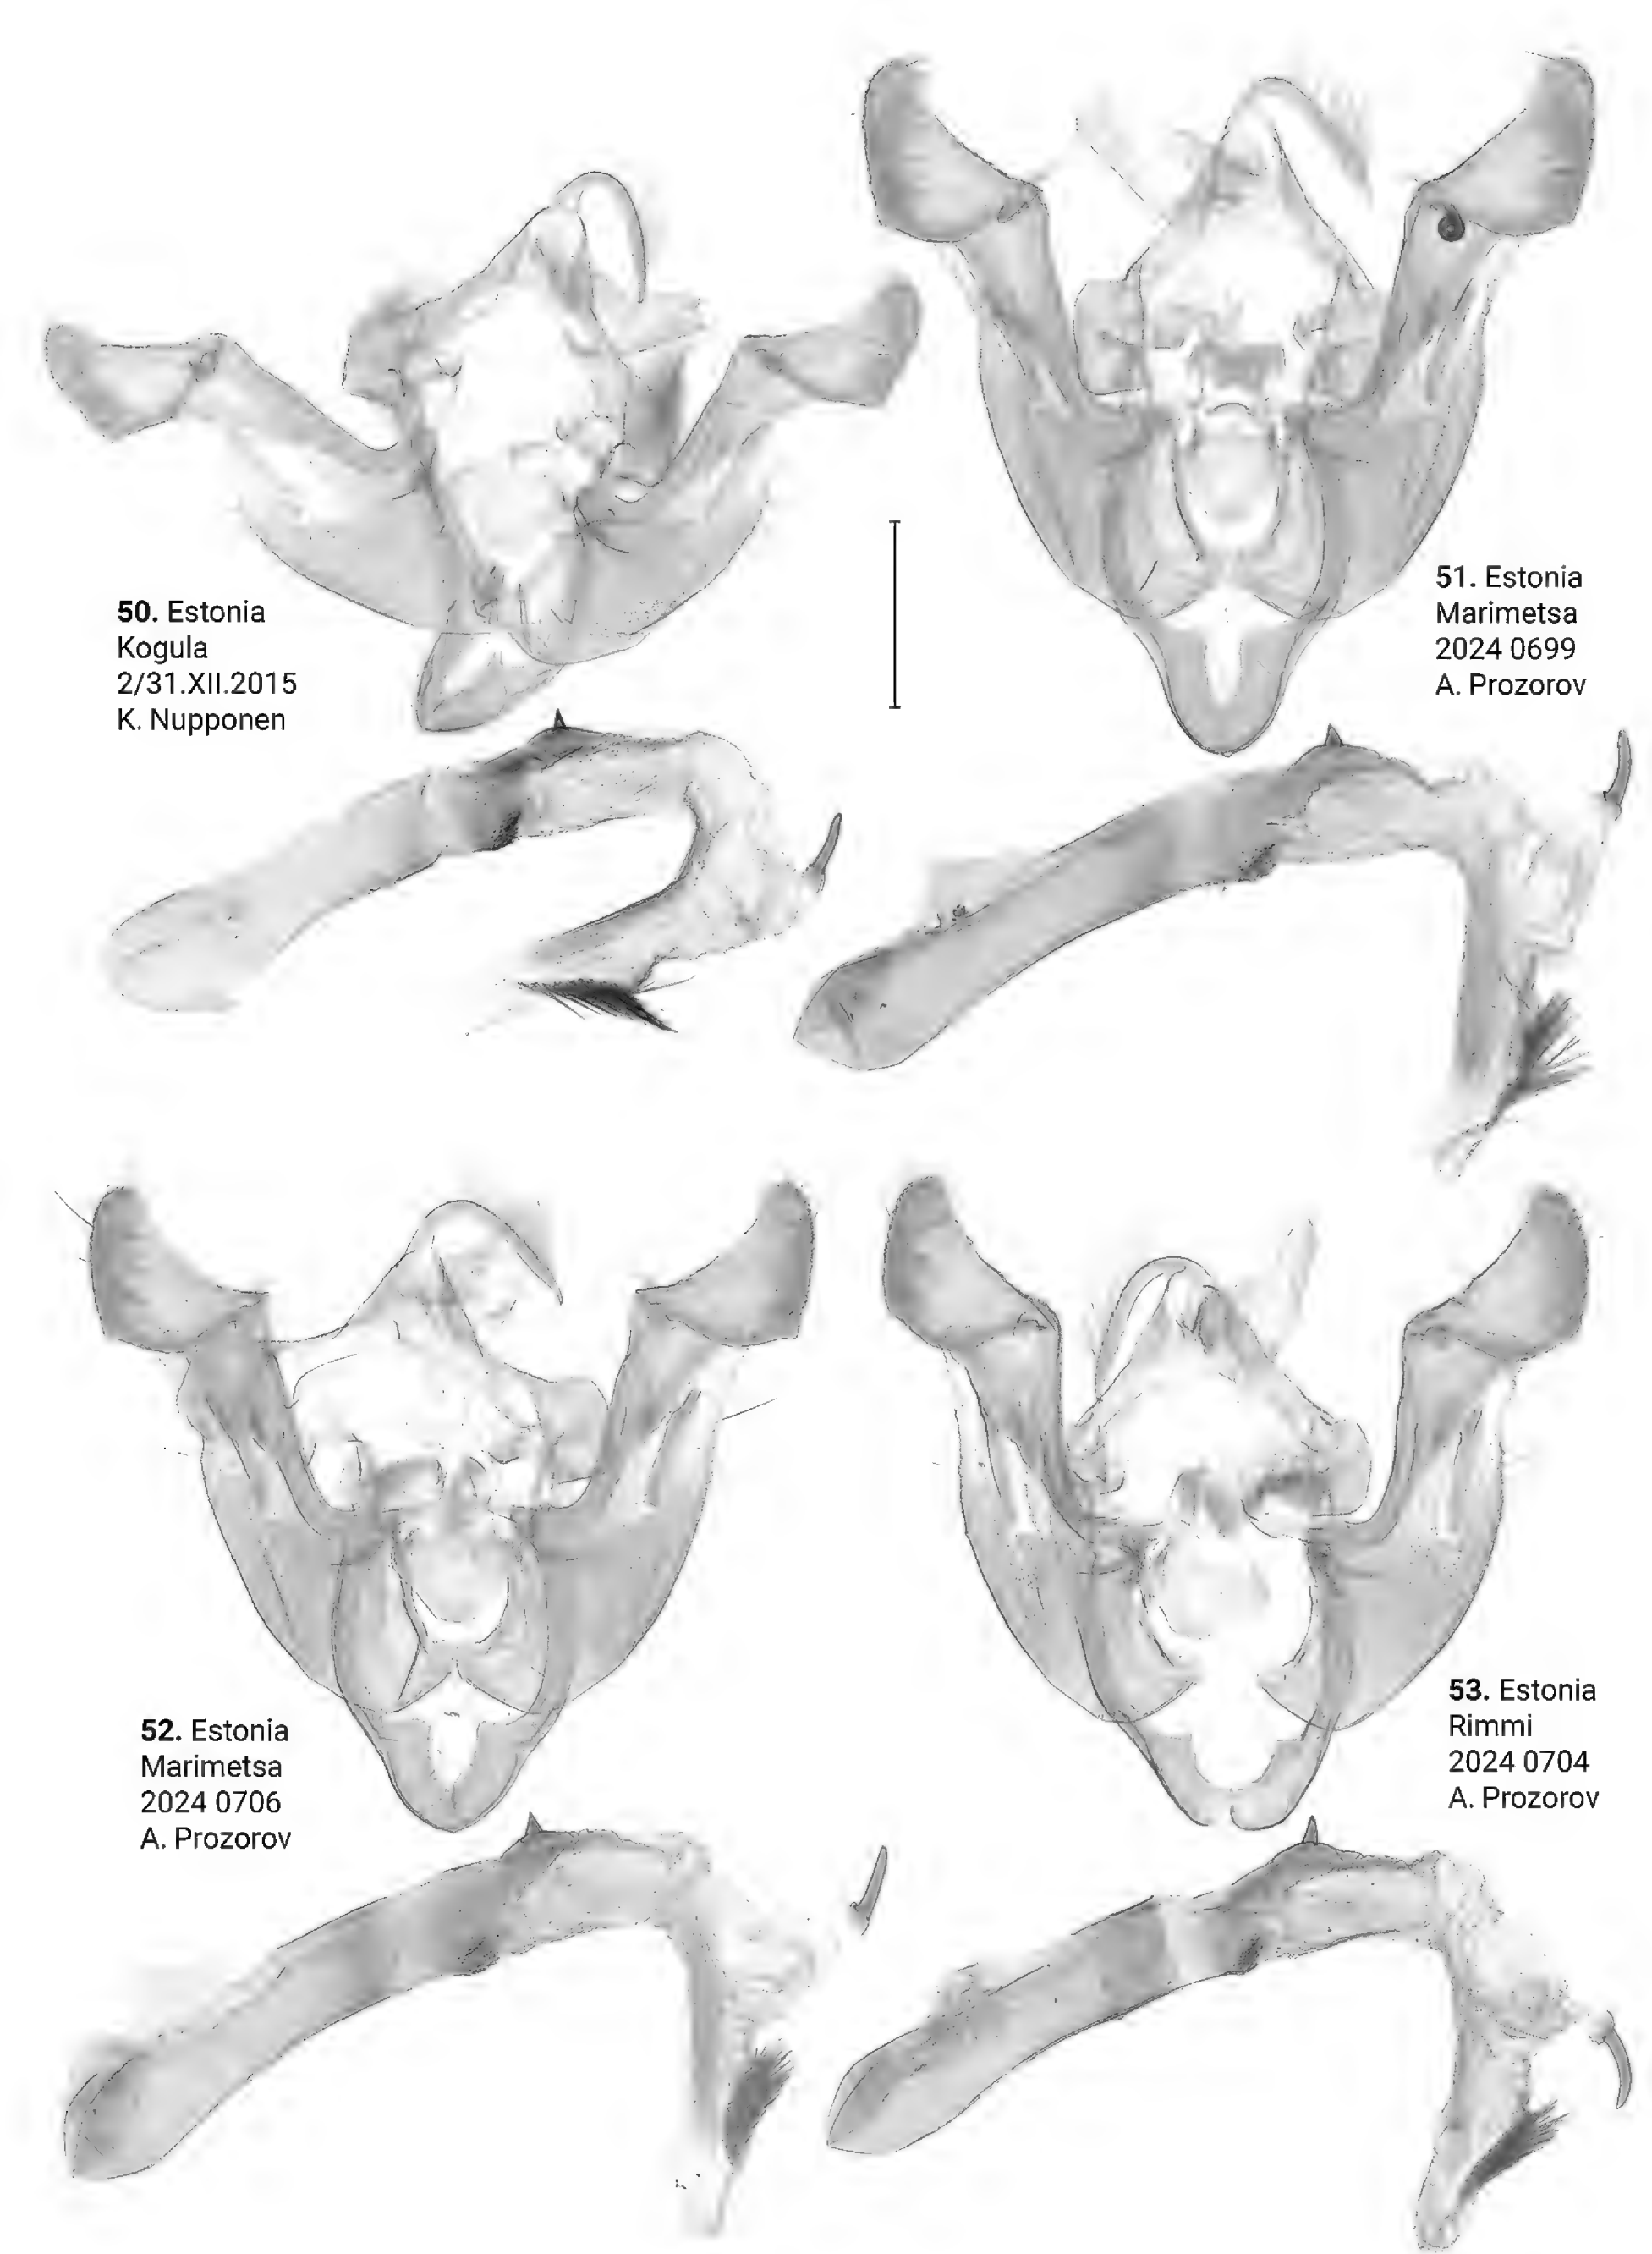 50. Estonia
Kogula
2/31.XII.2015
K. Nupponen
51. Estonia
Marimetsa
2024 0699
A. Prozorov
52. Estonia
Marimetsa
2024 0706
A. Prozorov
53. Estonia
Rimmi
2024 0704
A. Prozorov